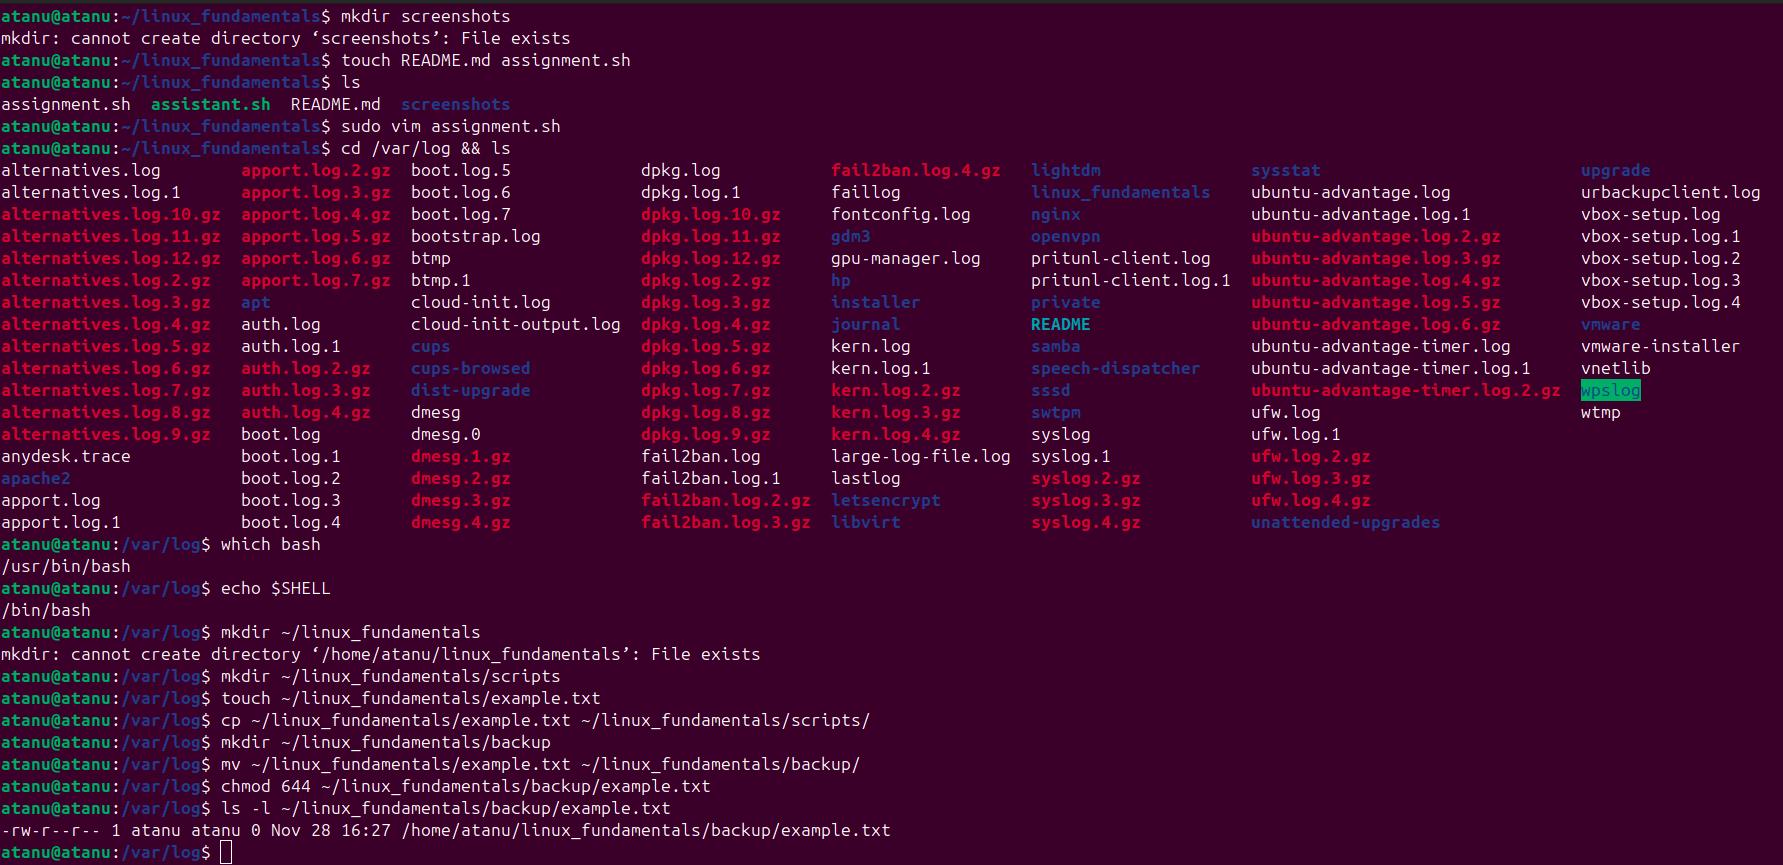 atanu@atanu:~/linux_fundamentals$ mkdir screenshots
mkdir: cannot create directory ‘screenshots’: File exists
atanu@atanu:~/linux_fundamentals$ touch README.md assignment.sh
atanu@atanu:~/linux_fundamentals$ ls
assignment.sh  assistant.sh  README.md  screenshots
atanu@atanu:~/linux_fundamentals$ sudo vim assignment.sh
atanu@atanu:~/linux_fundamentals$ cd /var/log && ls
alternatives.log  apport.log.2.gz  boot.log.5  dpkg.log  fail2ban.log.4.gz  lightdm  sysstat  upgrade
alternatives.log.1  apport.log.3.gz  boot.log.6  dpkg.log.1  faillog  linux_fundamentals  ubuntu-advantage.log  urbackupclient.log
alternatives.log.10.gz  apport.log.4.gz  boot.log.7  dpkg.log.10.gz  fontconfig.log  nginx  ubuntu-advantage.log.1  vbox-setup.log
alternatives.log.11.gz  apport.log.5.gz  bootstrap.log  dpkg.log.11.gz  gdm3  openvpn  ubuntu-advantage.log.2.gz  vbox-setup.log.1
alternatives.log.12.gz  apport.log.6.gz  btmp  dpkg.log.12.gz  gpu-manager.log  pritunl-client.log  ubuntu-advantage.log.3.gz  vbox-setup.log.2
alternatives.log.2.gz  apport.log.7.gz  btmp.1  dpkg.log.2.gz  hp  pritunl-client.log.1  ubuntu-advantage.log.4.gz  vbox-setup.log.3
alternatives.log.3.gz  apt  cloud-init.log  dpkg.log.3.gz  installer  private  ubuntu-advantage.log.5.gz  vbox-setup.log.4
alternatives.log.4.gz  auth.log  cloud-init-output.log  dpkg.log.4.gz  journal  README  ubuntu-advantage.log.6.gz  vmware
alternatives.log.5.gz  auth.log.1  cups  dpkg.log.5.gz  kern.log  samba  ubuntu-advantage-timer.log  vmware-installer
alternatives.log.6.gz  auth.log.2.gz  cups-browsed  dpkg.log.6.gz  kern.log.1  speech-dispatcher  ubuntu-advantage-timer.log.1  vnetlib
alternatives.log.7.gz  auth.log.3.gz  dist-upgrade  dpkg.log.7.gz  kern.log.2.gz  sssd  ubuntu-advantage-timer.log.2.gz  wpslog
alternatives.log.8.gz  auth.log.4.gz  dmesg  dpkg.log.8.gz  kern.log.3.gz  swtpm  ufw.log  wtmp
alternatives.log.9.gz  boot.log  dmesg.0  dpkg.log.9.gz  kern.log.4.gz  syslog  ufw.log.1
anydesk.trace  boot.log.1  dmesg.1.gz  fail2ban.log  large-log-file.log  syslog.1  ufw.log.2.gz
apache2  boot.log.2  dmesg.2.gz  fail2ban.log.1  lastlog  syslog.2.gz  ufw.log.3.gz
apport.log  boot.log.3  dmesg.3.gz  fail2ban.log.2.gz  letsencrypt  syslog.3.gz  ufw.log.4.gz
apport.log.1  boot.log.4  dmesg.4.gz  fail2ban.log.3.gz  libvirt  syslog.4.gz  unattended-upgrades
atanu@atanu:/var/log$ which bash
/usr/bin/bash
atanu@atanu:/var/log$ echo $SHELL
/bin/bash
atanu@atanu:/var/log$ mkdir ~/linux_fundamentals
mkdir: cannot create directory ‘/home/atanu/linux_fundamentals’: File exists
atanu@atanu:/var/log$ mkdir ~/linux_fundamentals/scripts
atanu@atanu:/var/log$ touch ~/linux_fundamentals/example.txt
atanu@atanu:/var/log$ cp ~/linux_fundamentals/example.txt ~/linux_fundamentals/scripts/
atanu@atanu:/var/log$ mkdir ~/linux_fundamentals/backup
atanu@atanu:/var/log$ mv ~/linux_fundamentals/example.txt ~/linux_fundamentals/backup/
atanu@atanu:/var/log$ chmod 644 ~/linux_fundamentals/backup/example.txt
atanu@atanu:/var/log$ ls -l ~/linux_fundamentals/backup/example.txt
-rw-r--r-- 1 atanu atanu 0 Nov 28 16:27 /home/atanu/linux_fundamentals/backup/example.txt
atanu@atanu:/var/log$